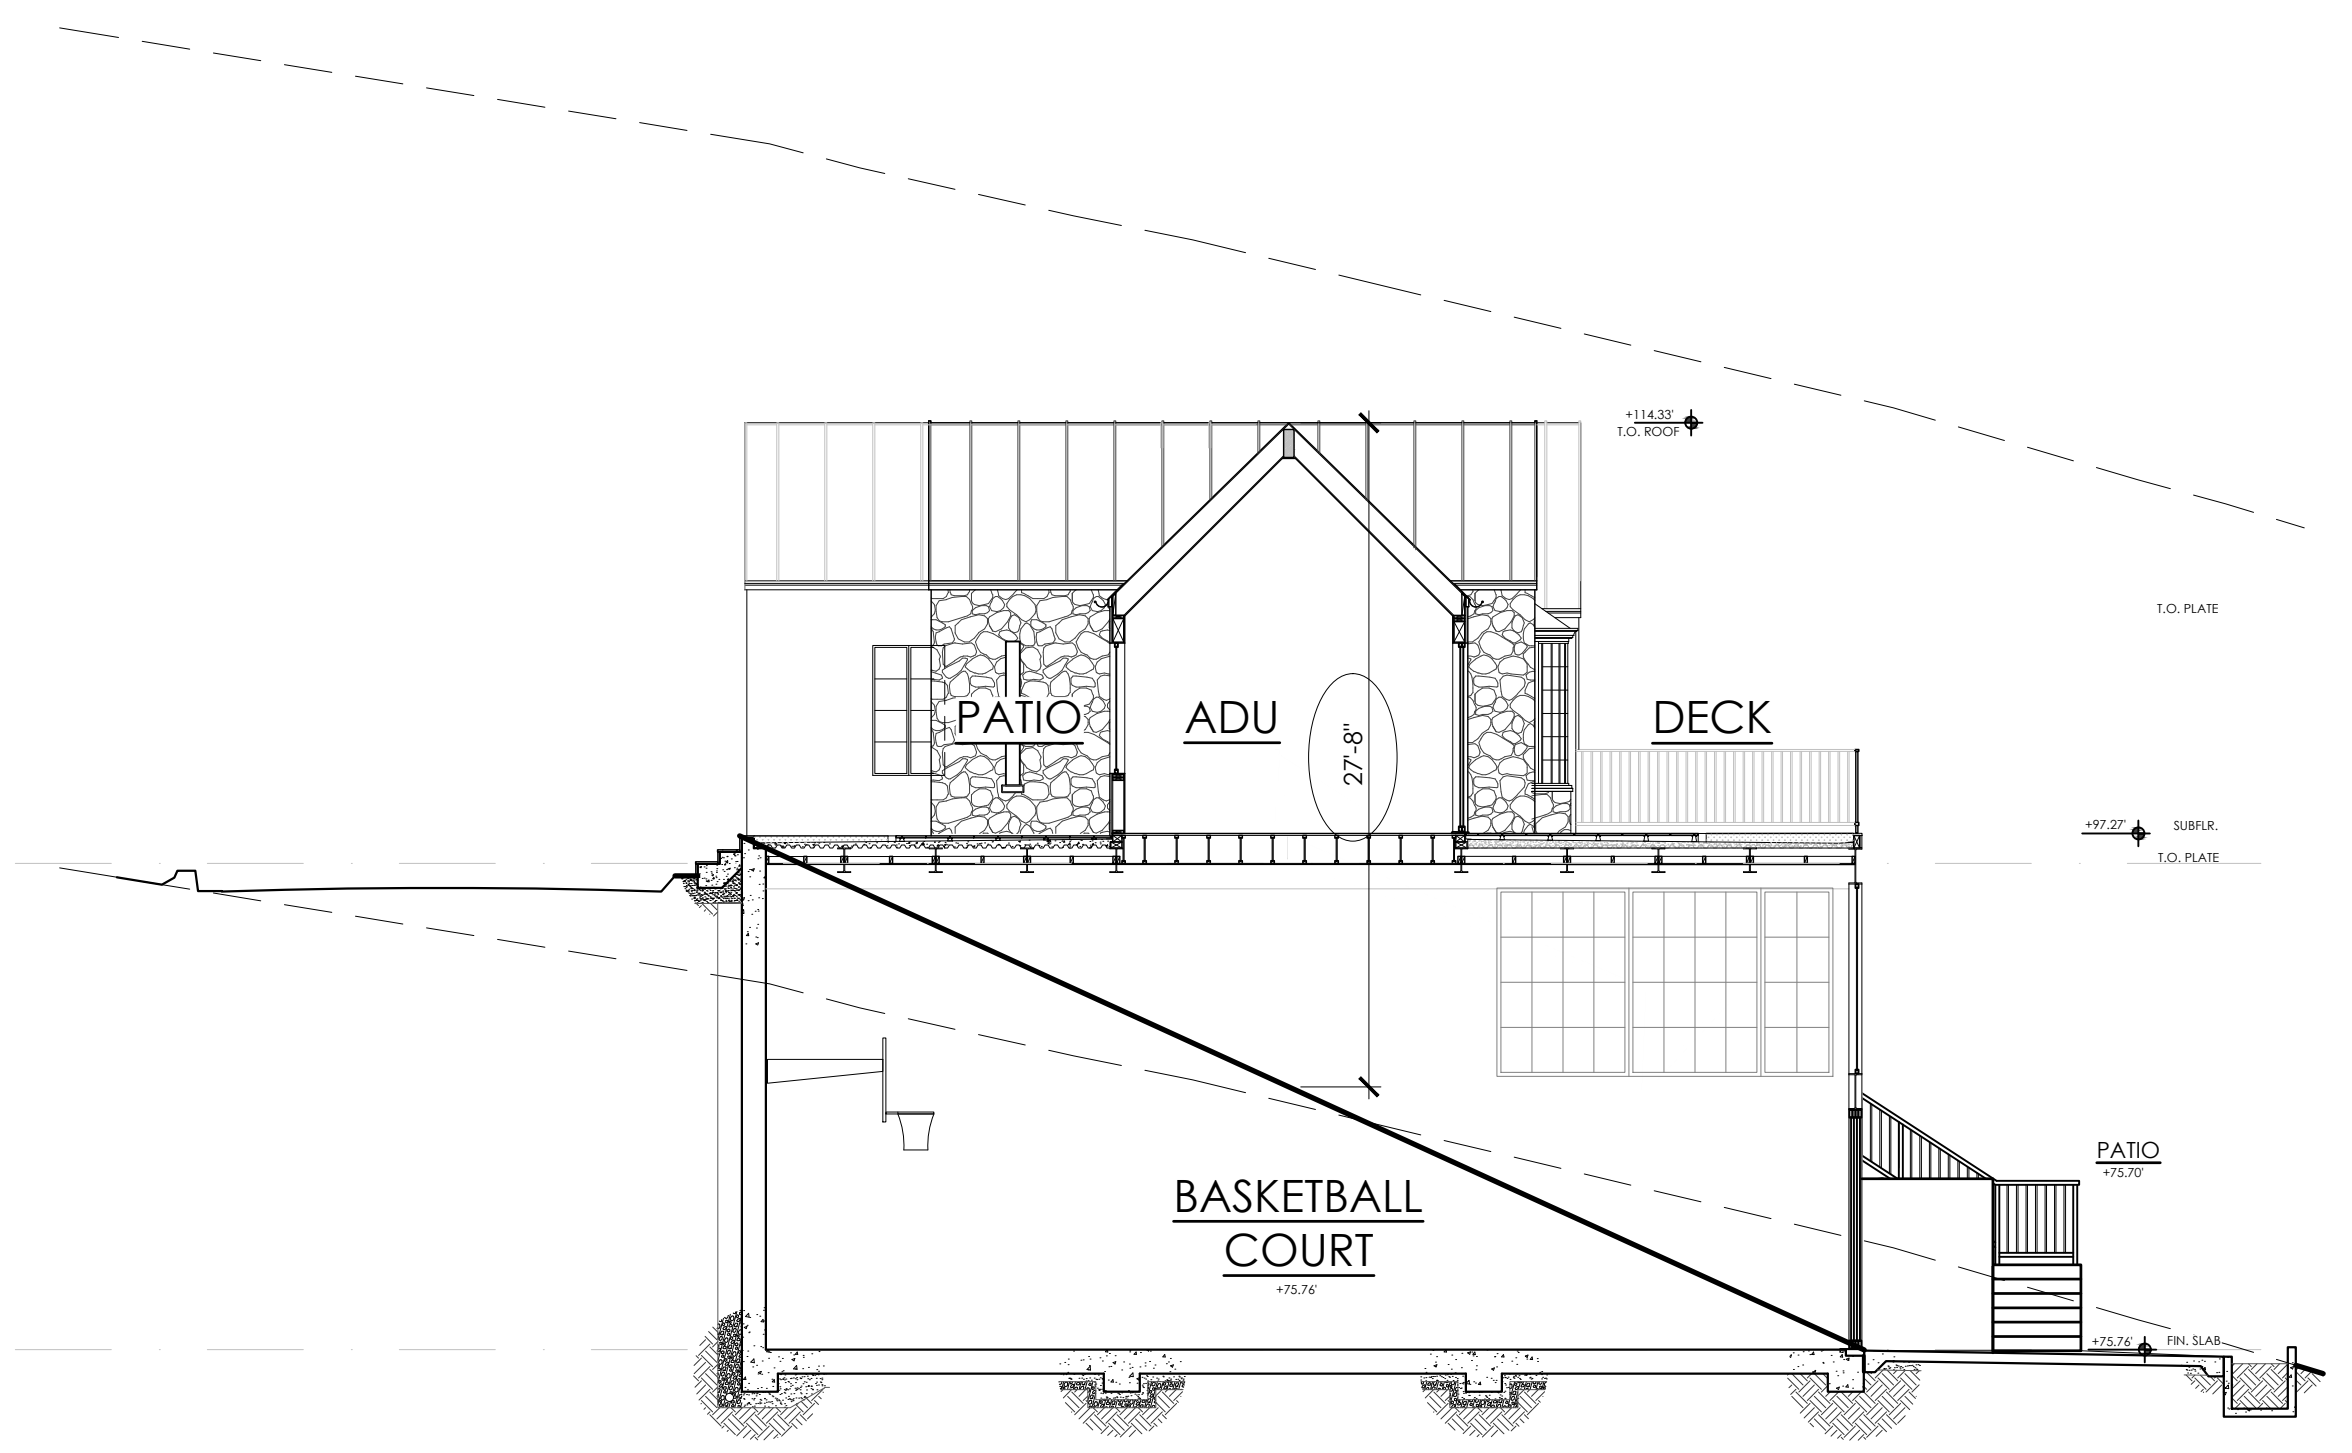 +114.33'
T.O. ROOF
T.O. PLATE
PATIO
ADU
DECK
27'-8"
+97.27'
SUBFLR.
T.O. PLATE
PATIO
+75.70'
BASKETBALL
COURT
+75.76'
+75.76'
FIN. SLAB